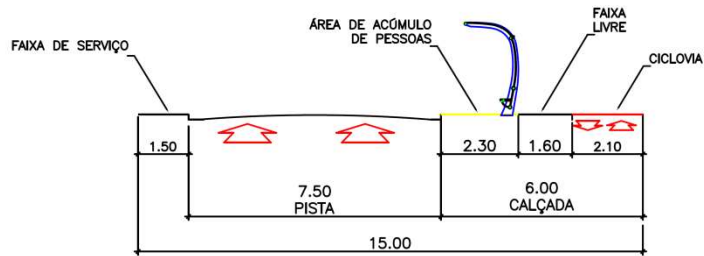 FAIXA DE SERVIÇO
ÁREA DE ACÚMULO
DE PESSOAS
FAIXA
LIVRE
CICLOVIA
1.50
2.30
1.60
2.10
7.50
PISTA
6.00
CALÇADA
15.00